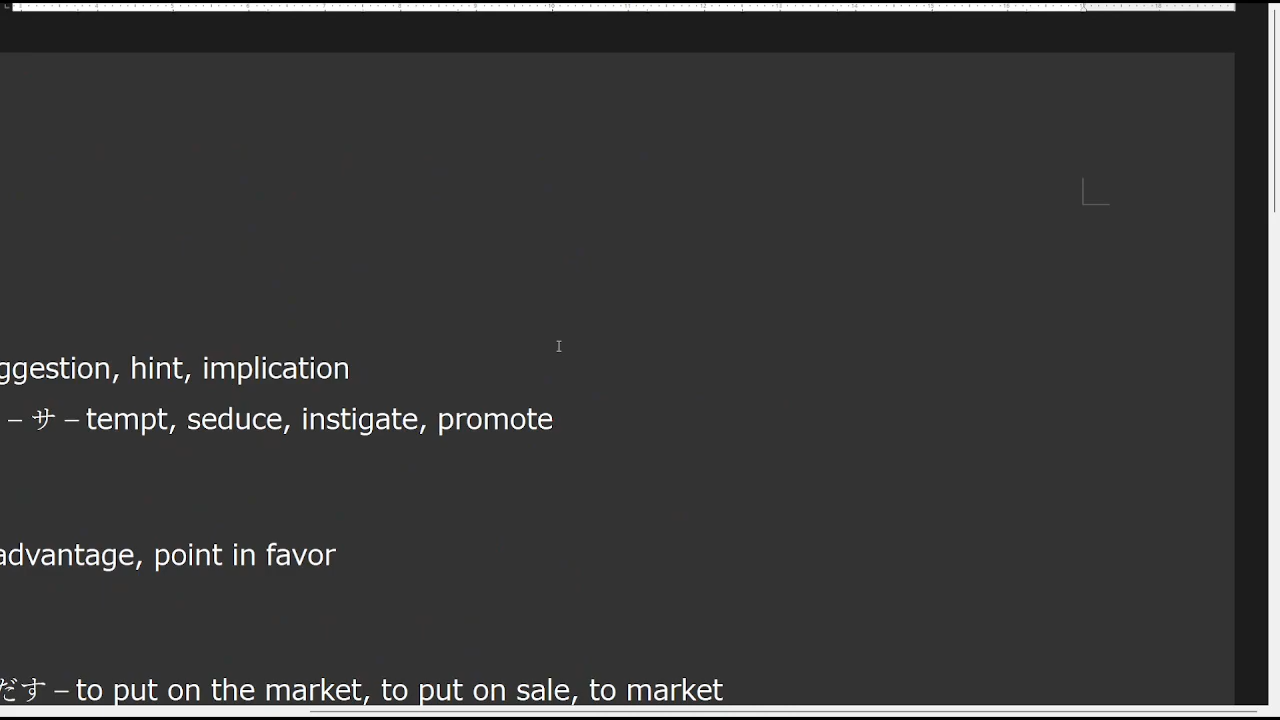 ggestion, hint, implication
– サ – tempt, seduce, instigate, promote
advantage, point in favor
だす – to put on the market, to put on sale, to market